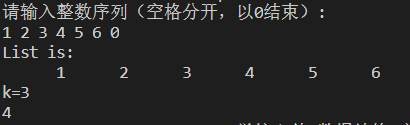 请输入整数序列（空格分开，以0结束）：
1 2 3 4 5 6 0
List is:
1 2 3 4 5 6
k=3
4